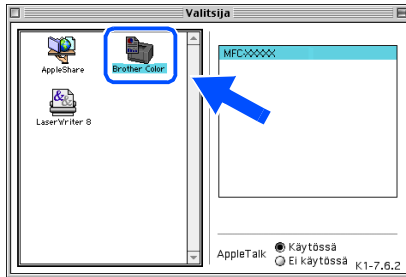 Valitsija
AppleShare
Brother Color
LaserWriter 8
MFC-XXXXX
AppleTalk
Käytössä
Ei käytössä
K1-7.6.2